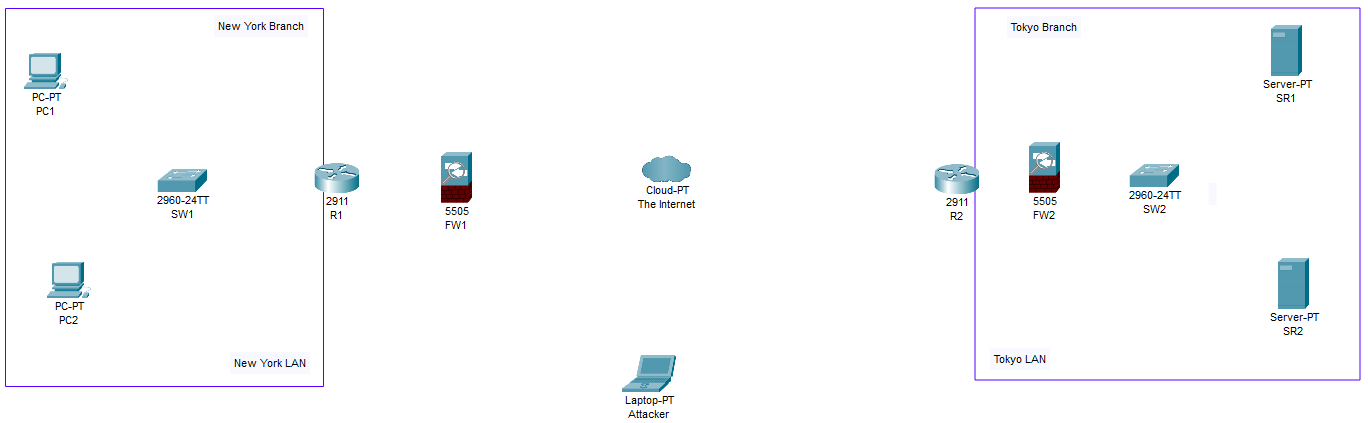 New York Branch
PC-PT
PC1
2960-24TT
SW1
PC-PT
PC2
New York LAN
2911
R1
5505
FW1
Cloud-PT
The Internet
Laptop-PT
Attacker
2911
R2
Tokyo Branch
5505
FW2
2960-24TT
SW2
Server-PT
SR1
Server-PT
SR2
Tokyo LAN